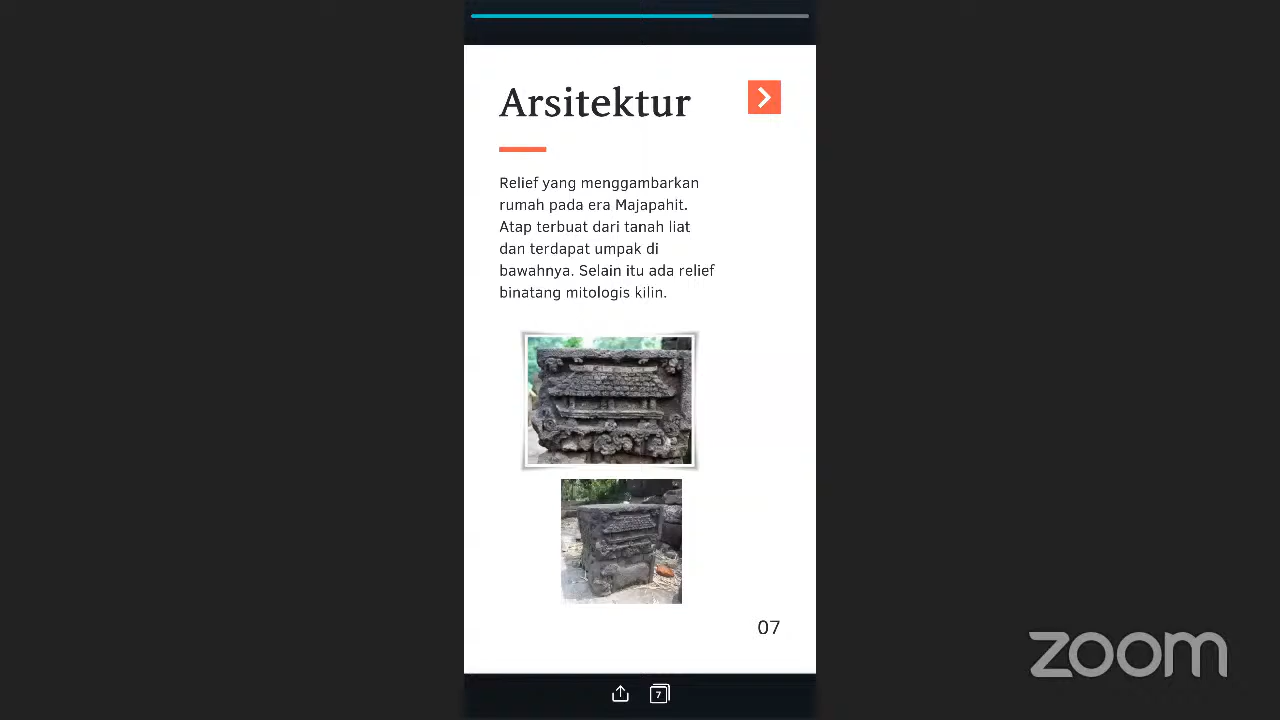 Arsitektur
Relief yang menggambarkan
rumah pada era Majapahit.
Atap terbuat dari tanah liat
dan terdapat umpak di
bawahnya. Selain itu ada relief
binatang mitologis kilin.
07
7
zoom